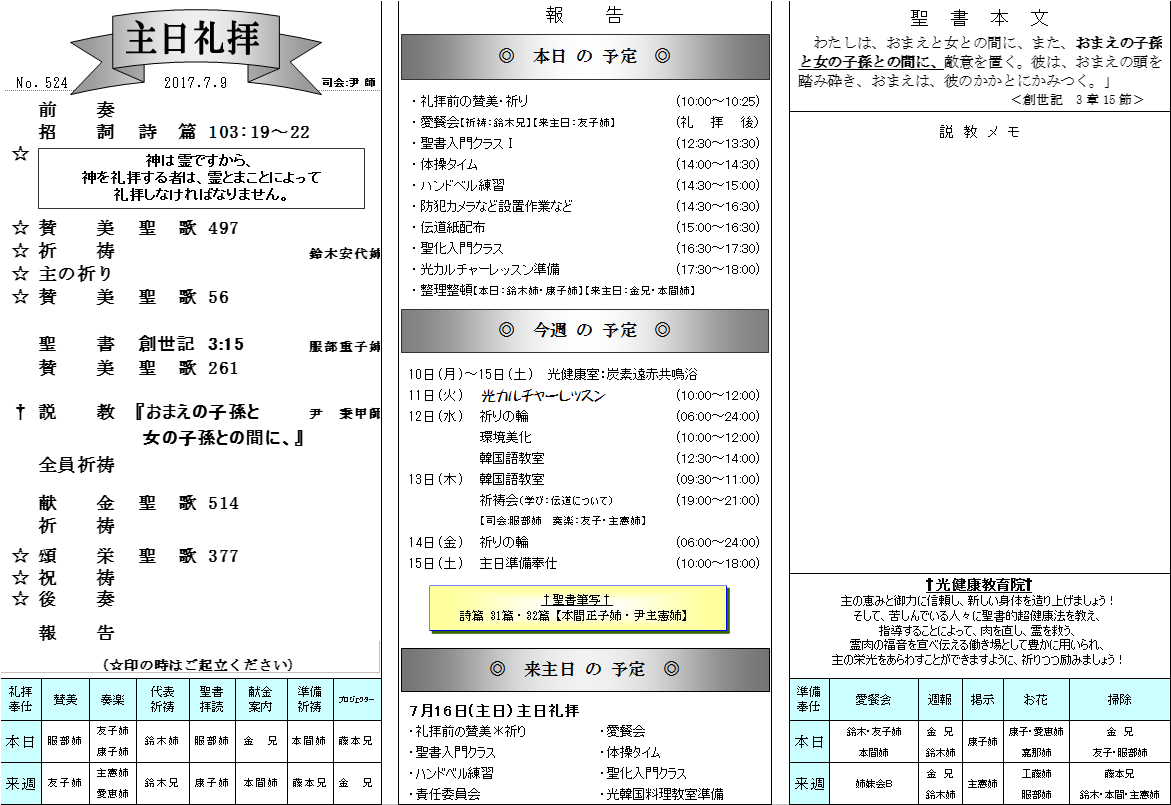 主日礼拝
No. 524
2017.7.9
司会:尹 師
前 奏
招 詞 詩 篇 103:19～22
☆
神は霊ですから、
神を礼拝する者は、霊とまことによって
礼拝しなければなりません。
☆ 賛 美 聖 歌 497
☆ 祈 祷 鈴木安代姉
☆ 主の祈り
☆ 賛 美 聖 歌 56
聖 書 創世記 3:15 服部重子姉
賛 美 聖 歌 261
† 説 教 『おまえの子孫と 尹 秉甲師
女の子孫との間に、』
全員祈祷
献 金 聖 歌 514
祈 祷
☆ 頌 栄 聖 歌 377
☆ 祝 祷
☆ 後 奏
報 告
(☆印の時はご起立ください)
礼拝奉仕 賛美 奏楽 代表祈祷 聖書拝読 献金案内 準備祈祷 プロジェクター
本日 服部姉 友子姉 康子姉 鈴木姉 服部姉 金 兄 本間姉 藤本兄
来週 友子姉 主憲姉 愛恵姉 鈴木兄 康子姉 本間姉 藤本兄 金 兄
報 告
◎ 本日 の 予定 ◎
・礼拝前の賛美・祈り (10:00～10:25)
・愛餐会【祈祷:鈴木兄】【来主日:友子姉】 (礼 拝 後)
・聖書入門クラスⅠ (12:30～13:30)
・体操タイム (14:00～14:30)
・ハンドベル練習 (14:30～15:00)
・防犯カメラなど設置作業など (14:30～16:30)
・伝道紙配布 (15:00～16:30)
・聖化入門クラス (16:30～17:30)
・光カルチャーレッスン準備 (17:30～18:00)
・整理整頓【本日:鈴木姉・康子姉】【来主日:金兄・本間姉】
◎ 今週 の 予定 ◎
10日(月)～15日(土) 光健康室:炭素遠赤共鳴浴
11日(火) 光カルチャーレッスン (10:00～12:00)
12日(水) 祈りの輪 (06:00～24:00)
環境美化 (10:00～12:00)
韓国語教室 (12:30～14:00)
13日(木) 韓国語教室 (09:30～11:00)
祈祷会(学び:伝道について) (19:00～21:00)
【司会:服部姉 奏楽:友子・主憲姉】
14日(金) 祈りの輪 (06:00～24:00)
15日(土) 主日準備奉仕 (10:00～18:00)
†聖書筆写†
詩篇 31篇・32篇【本間正子姉・尹主憲姉】
◎ 来主日 の 予定 ◎
7月16日(主日)主日礼拝
・礼拝前の賛美＊祈り ・愛餐会
・聖書入門クラス ・体操タイム
・ハンドベル練習 ・聖化入門クラス
・責任委員会 ・光韓国料理教室準備
聖 書 本 文
わたしは、おまえと女との間に、また、おまえの子孫
と女の子孫との間に、敵意を置く。彼は、おまえの頭を
踏み砕き、おまえは、彼のかかとにかみつく。」
＜創世記 3章15節＞
説 教 メ モ
†光健康教育院†
主の恵みと御力に信頼し、新しい身体を造り上げましょう!
そして、苦しんでいる人々に聖書的超健康法を教え、
指導することによって、肉を直し、霊を救う、
霊肉の福音を宣べ伝える働き場として豊かに用いられ、
主の栄光をあらわすことができますように、祈りつつ励みましょう!
準備奉仕 愛餐会 週報 掲示 お花 掃除
本日 鈴木・友子姉 本間姉 金 兄 鈴木姉 康子姉 康子・愛恵姉 嘉那姉 金 兄 友子・服部姉
来週 姉妹会B 金 兄 鈴木姉 主憲姉 工藤姉 服部姉 藤本兄 鈴木・本間・主憲姉